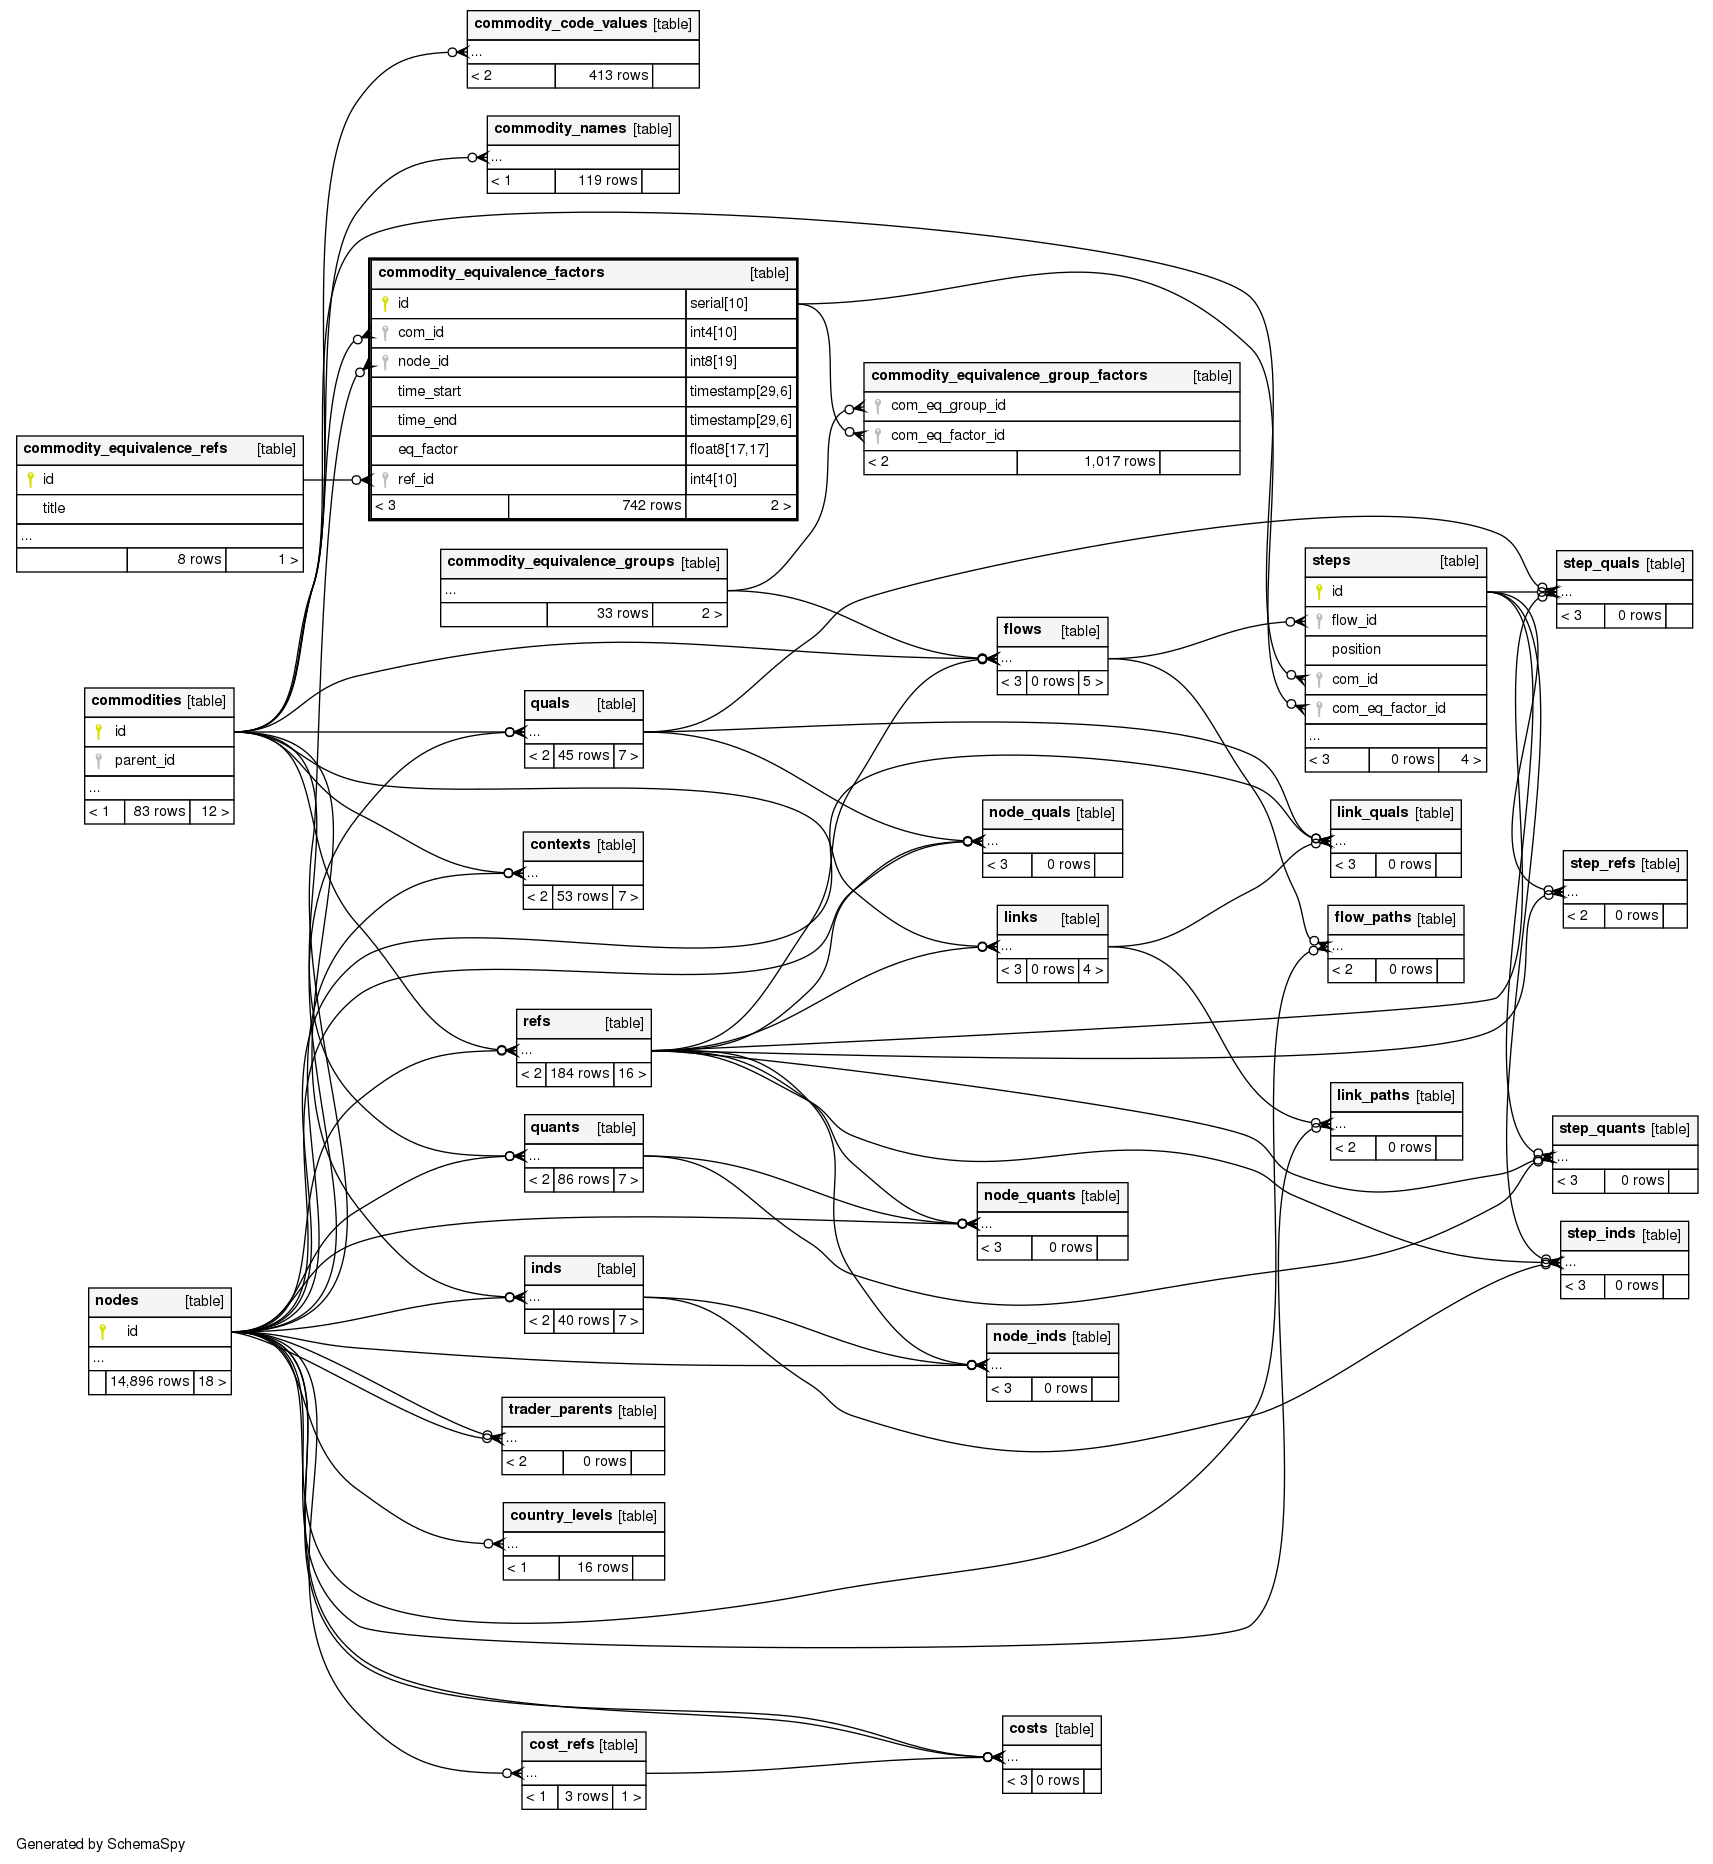 commodity_code_values [table]
...
< 2 413 rows
commodity_names [table]
...
< 1 119 rows
commodity_equivalence_factors [table]
id serial[10]
com_id int4[10]
node_id int8[19]
time_start timestamp[29,6]
time_end timestamp[29,6]
eq_factor float8[17,17]
ref_id int4[10]
< 3 742 rows 2 >
commodity_equivalence_group_factors [table]
com_eq_group_id
com_eq_factor_id
< 2 1,017 rows
commodity_equivalence_refs [table]
id
title
...
8 rows 1 >
commodity_equivalence_groups [table]
...
33 rows 2 >
steps [table]
id
flow_id
position
com_id
com_eq_factor_id
...
< 3 0 rows 4 >
step_quals [table]
...
< 3 0 rows
flows [table]
...
< 3 0 rows 5 >
commodities [table]
id
parent_id
...
< 1 83 rows 12 >
quals [table]
...
< 2 45 rows 7 >
node_quals [table]
...
< 3 0 rows
link_quals [table]
...
< 3 0 rows
contexts [table]
...
< 2 53 rows 7 >
step_refs [table]
...
< 2 0 rows
links [table]
...
< 3 0 rows 4 >
flow_paths [table]
...
< 2 0 rows
refs [table]
...
< 2 184 rows 16 >
link_paths [table]
...
< 2 0 rows
quants [table]
...
< 2 86 rows 7 >
step_quants [table]
...
< 3 0 rows
node_quants [table]
...
< 3 0 rows
step_inds [table]
...
< 3 0 rows
inds [table]
...
< 2 40 rows 7 >
nodes [table]
id
...
14,896 rows 18 >
node_inds [table]
...
< 3 0 rows
trader_parents [table]
...
< 2 0 rows
country_levels [table]
...
< 1 16 rows
costs [table]
...
< 3 0 rows
cost_refs [table]
...
< 1 3 rows 1 >
Generated by SchemaSpy